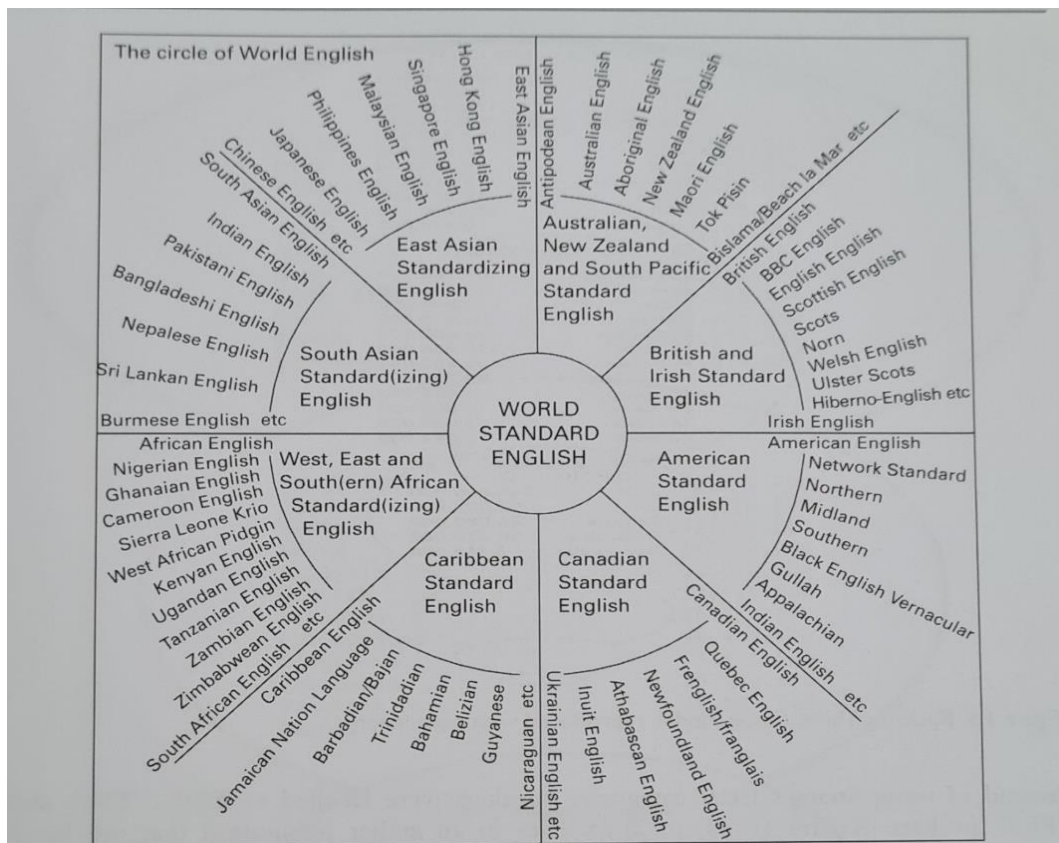 The circle of World English
East Asian English
Hong Kong English
Singapore English
Malaysian English
Philippines English
Japanese English
Chinese English etc
East Asian
Standardizing
English
Antipodean English
Australian English
Aboriginal English
New Zealand English
Maori English
Tok Pisin
Bislama/Beach la Mar etc
Australian,
New Zealand
and South Pacific
Standard
English
British English
BBC English
English English
Scottish English
Scots
Norn
Welsh English
Ulster Scots
Hiberno-English etc
Irish English
British and
Irish Standard
English
American English
Network Standard
Northern
Midland
Southern
Black English Vernacular
Gullah
Appalachian
Indian English etc
American
Standard
English
Canadian English
Quebec English
Frenglish/franglais
Newfoundland English
Athabascan English
Inuit English
Ukrainian English etc
Canadian
Standard
English
Caribbean English
Jamaican Nation Language
Barbadian/Bajan
Trinidadian
Bahamian
Belizian
Guyanese
Nicaraguan etc
Caribbean
Standard
English
African English
Nigerian English
Ghanaian English
Cameroon English
Sierra Leone Krio
West African Pidgin
Kenyan English
Ugandan English
Tanzanian English
Zambian English
Zimbabwean English
South African English etc
West, East and
South(ern) African
Standard(izing)
English
South Asian English
Indian English
Pakistani English
Bangladeshi English
Nepalese English
Sri Lankan English
Burmese English etc
South Asian
Standard(izing)
English
WORLD
STANDARD
ENGLISH